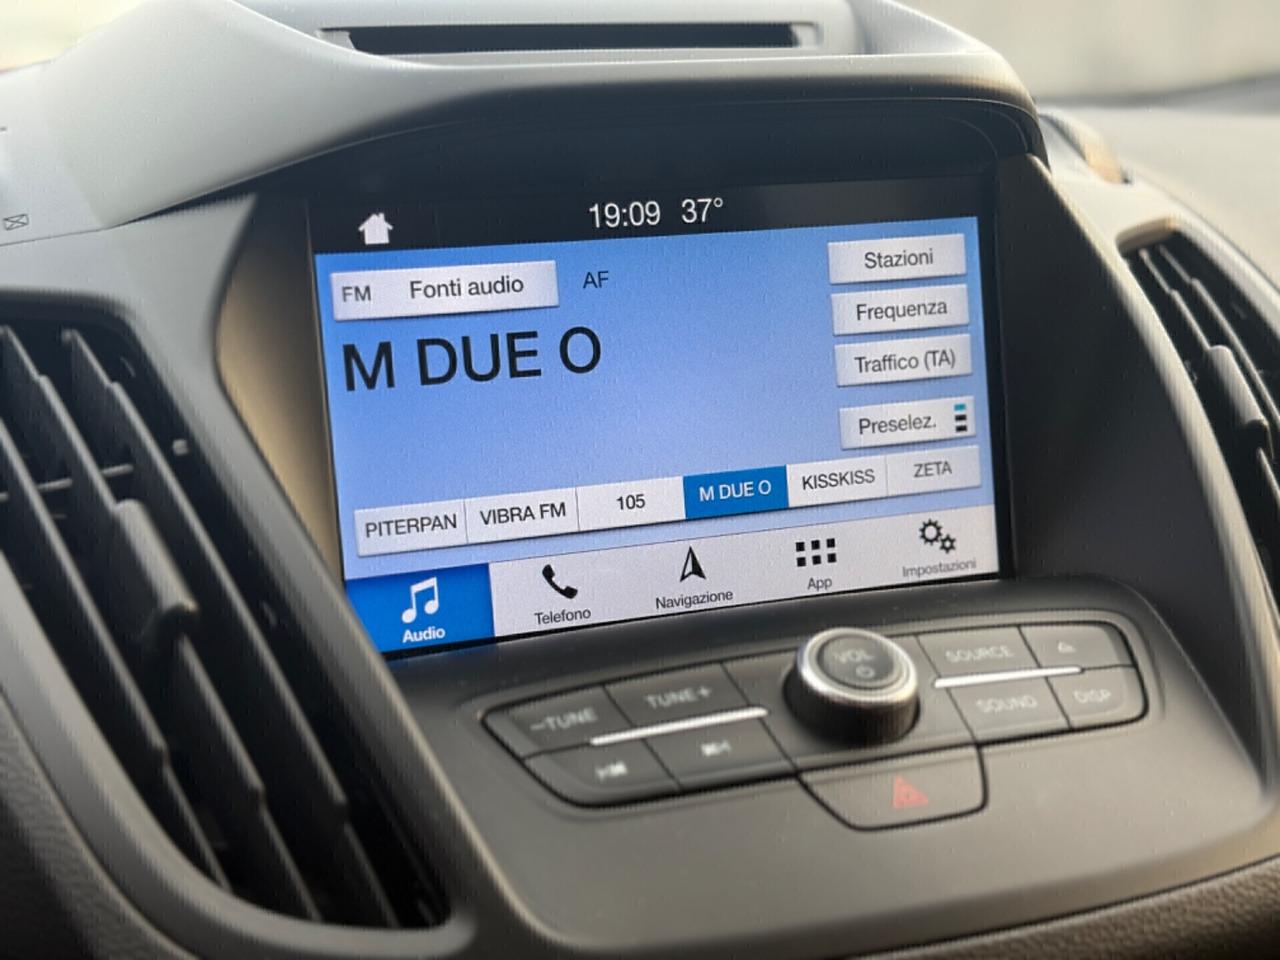 19:09 37°
FM Fonti audio AF
Stazioni
M DUE O
Frequenza
Traffico (TA)
Preselez.
PITERPAN VIBRA FM 105 M DUE O KISSKISS ZETA
Audio Telefono Navigazione App Impostazioni
VOL
SOURCE
-TUNE TUNE+
SOUND DISP